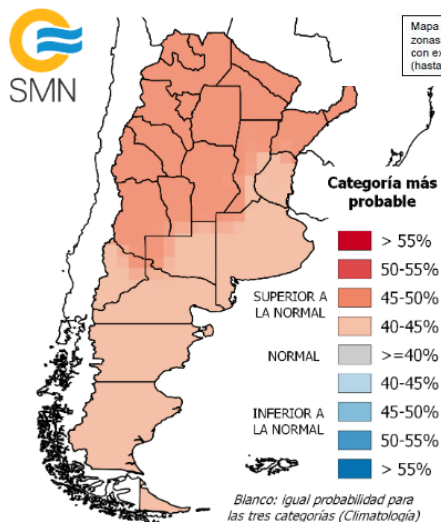 SMN
Mapa
zonas
con ex
(hasta
Categoría más
probable
> 55%
50-55%
SUPERIOR A
LA NORMAL
45-50%
40-45%
NORMAL
>=40%
40-45%
INFERIOR A
LA NORMAL
45-50%
50-55%
> 55%
Blanco: igual probabilidad para
las tres categorías (Climatología)